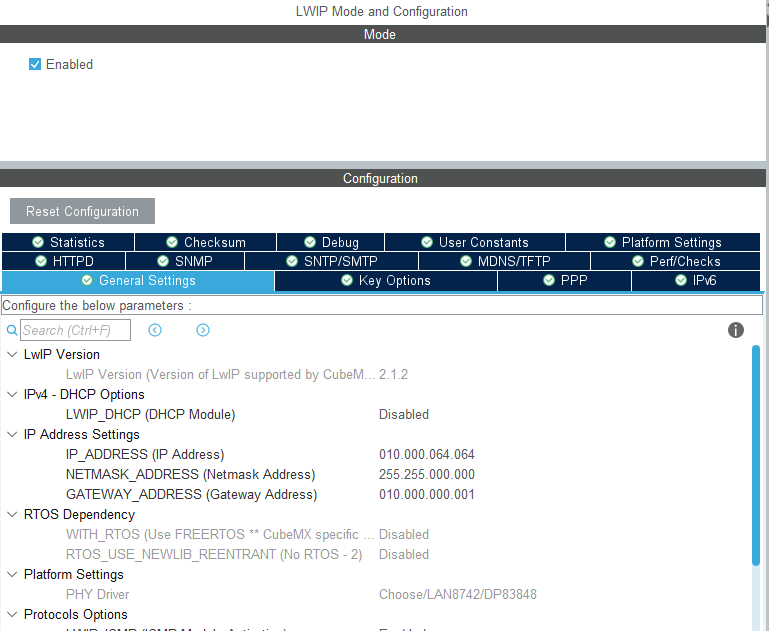 LWIP Mode and Configuration
Mode
Enabled
Configuration
Reset Configuration
Statistics Checksum Debug User Constants Platform Settings
HTTPD SNMP SNTP/SMTP MDNS/TFTP Perf/Checks
General Settings Key Options PPP IPv6
Configure the below parameters :
Search (Ctrl+F)
LwIP Version
LwIP Version (Version of LwIP supported by CubeM... 2.1.2
IPv4 - DHCP Options
LWIP_DHCP (DHCP Module) Disabled
IP Address Settings
IP_ADDRESS (IP Address) 010.000.064.064
NETMASK_ADDRESS (Netmask Address) 255.255.000.000
GATEWAY_ADDRESS (Gateway Address) 010.000.000.001
RTOS Dependency
WITH_RTOS (Use FREERTOS ** CubeMX specific ... Disabled
RTOS_USE_NEWLIB_REENTRANT (No RTOS - 2) Disabled
Platform Settings
PHY Driver Choose/LAN8742/DP83848
Protocols Options